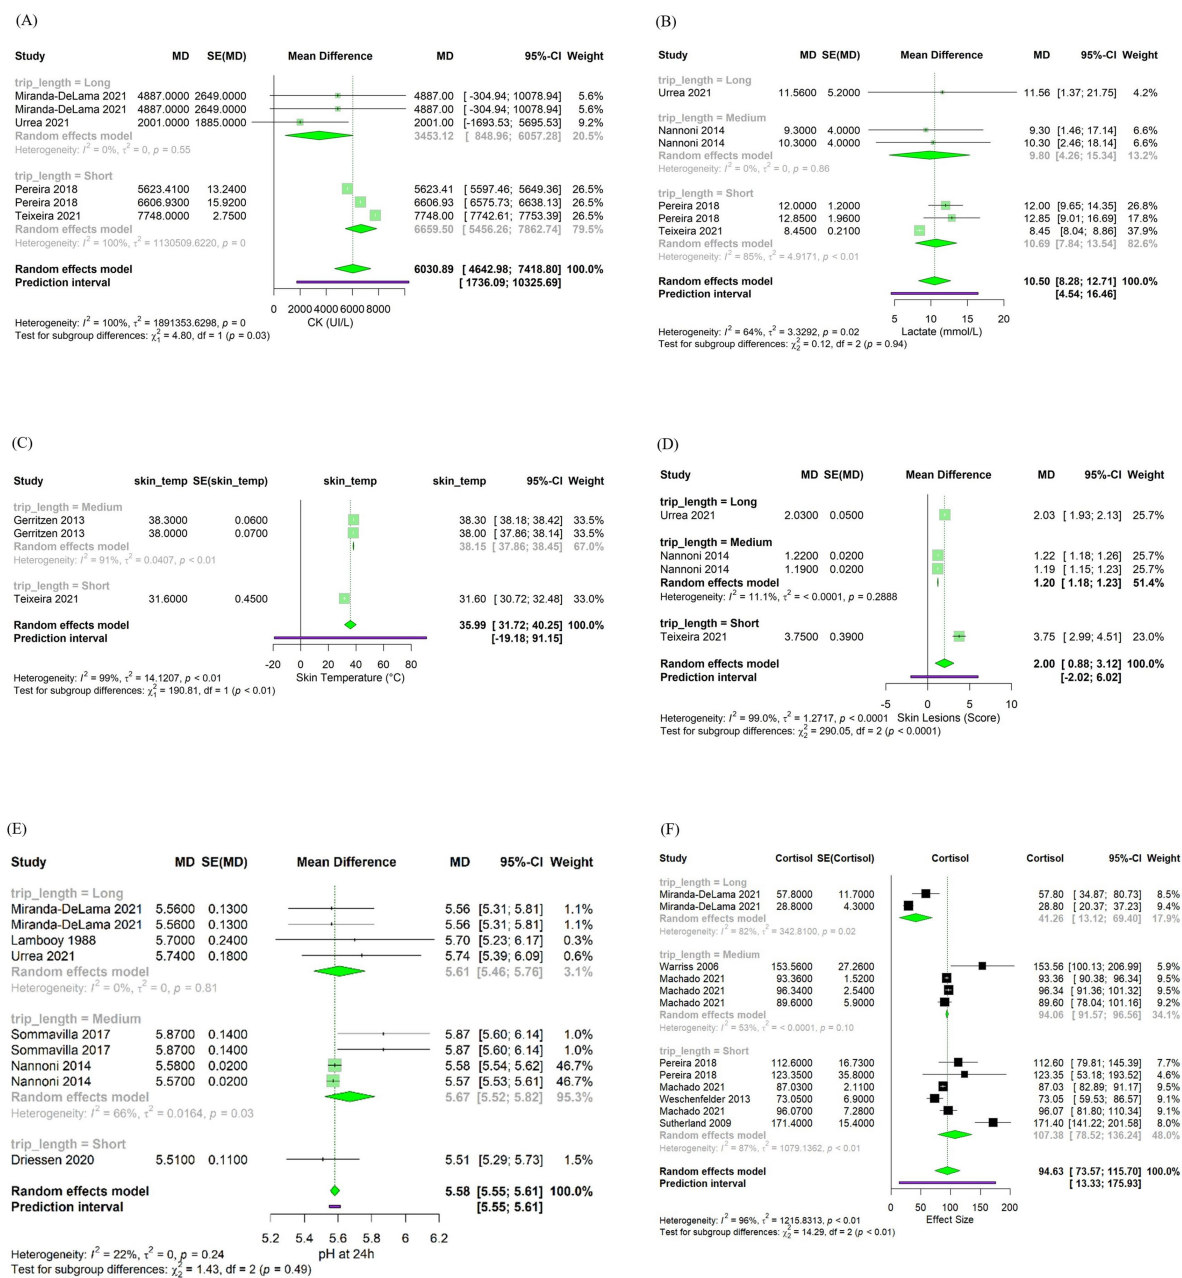 (A)
Study MD SE(MD) Mean Difference MD 95%-CI Weight
trip_length = Long
Miranda-DeLama 2021 4887.0000 2649.0000 4887.00 [ -304.94; 10078.94] 5.6%
Miranda-DeLama 2021 4887.0000 2649.0000 4887.00 [ -304.94; 10078.94] 5.6%
Urrea 2021 2001.0000 1885.0000 2001.00 [-1693.53; 5695.53] 9.2%
Random effects model 3453.12 [ 848.96; 6057.28] 20.5%
Heterogeneity: I² = 0%, τ² = 0, p = 0.55
trip_length = Short
Pereira 2018 5623.4100 13.2400 5623.41 [ 5597.46; 5649.36] 26.5%
Pereira 2018 6606.9300 15.9200 6606.93 [ 6575.73; 6638.13] 26.5%
Teixeira 2021 7748.0000 2.7500 7748.00 [ 7742.61; 7753.39] 26.5%
Random effects model 6659.50 [ 5456.26; 7862.74] 79.5%
Heterogeneity: I² = 100%, τ² = 1130509.6220, p = 0
Random effects model 6030.89 [ 4642.98; 7418.80] 100.0%
Prediction interval [ 1736.09; 10325.69]
0 2000 4000 6000 8000
CK (UI/L)
Heterogeneity: I² = 100%, τ² = 1891353.6298, p = 0
Test for subgroup differences: χ²₁ = 4.80, df = 1 (p = 0.03)
(B)
Study MD SE(MD) Mean Difference MD 95%-CI Weight
trip_length = Long
Urrea 2021 11.5600 5.2000 11.56 [1.37; 21.75] 4.2%
trip_length = Medium
Nannoni 2014 9.3000 4.0000 9.30 [1.46; 17.14] 6.6%
Nannoni 2014 10.3000 4.0000 10.30 [2.46; 18.14] 6.6%
Random effects model 9.80 [4.26; 15.34] 13.2%
Heterogeneity: I² = 0%, τ² = 0, p = 0.86
trip_length = Short
Pereira 2018 12.0000 1.2000 12.00 [9.65; 14.35] 26.8%
Pereira 2018 12.8500 1.9600 12.85 [9.01; 16.69] 17.8%
Teixeira 2021 8.4500 0.2100 8.45 [8.04; 8.86] 37.9%
Random effects model 10.69 [7.84; 13.54] 82.6%
Heterogeneity: I² = 85%, τ² = 4.9171, p < 0.01
Random effects model 10.50 [8.28; 12.71] 100.0%
Prediction interval [4.54; 16.46]
5 10 15 20
Lactate (mmol/L)
Heterogeneity: I² = 64%, τ² = 3.3292, p = 0.02
Test for subgroup differences: χ²₂ = 0.12, df = 2 (p = 0.94)
(C)
Study skin_temp SE(skin_temp) skin_temp skin_temp 95%-CI Weight
trip_length = Medium
Gerritzen 2013 38.3000 0.0600 38.30 [ 38.18; 38.42] 33.5%
Gerritzen 2013 38.0000 0.0700 38.00 [ 37.86; 38.14] 33.5%
Random effects model 38.15 [ 37.86; 38.45] 67.0%
Heterogeneity: I² = 91%, τ² = 0.0407, p < 0.01
trip_length = Short
Teixeira 2021 31.6000 0.4500 31.60 [ 30.72; 32.48] 33.0%
Random effects model 35.99 [ 31.72; 40.25] 100.0%
Prediction interval [-19.18; 91.15]
-20 0 20 40 60 80
Skin Temperature (°C)
Heterogeneity: I² = 99%, τ² = 14.1207, p < 0.01
Test for subgroup differences: χ²₁ = 190.81, df = 1 (p < 0.01)
(D)
Study MD SE(MD) Mean Difference MD 95%-CI Weight
trip_length = Long
Urrea 2021 2.0300 0.0500 2.03 [ 1.93; 2.13] 25.7%
trip_length = Medium
Nannoni 2014 1.2200 0.0200 1.22 [ 1.18; 1.26] 25.7%
Nannoni 2014 1.1900 0.0200 1.19 [ 1.15; 1.23] 25.7%
Random effects model 1.20 [ 1.18; 1.23] 51.4%
Heterogeneity: I² = 11.1%, τ² = < 0.0001, p = 0.2888
trip_length = Short
Teixeira 2021 3.7500 0.3900 3.75 [ 2.99; 4.51] 23.0%
Random effects model 2.00 [ 0.88; 3.12] 100.0%
Prediction interval [-2.02; 6.02]
-5 0 5 10
Heterogeneity: I² = 99.0%, τ² = 1.2717, p < 0.0001 Skin Lesions (Score)
Test for subgroup differences: χ²₂ = 290.05, df = 2 (p < 0.0001)
(E)
Study MD SE(MD) Mean Difference MD 95%-CI Weight
trip_length = Long
Miranda-DeLama 2021 5.5600 0.1300 5.56 [5.31; 5.81] 1.1%
Miranda-DeLama 2021 5.5600 0.1300 5.56 [5.31; 5.81] 1.1%
Lambooy 1988 5.7000 0.2400 5.70 [5.23; 6.17] 0.3%
Urrea 2021 5.7400 0.1800 5.74 [5.39; 6.09] 0.6%
Random effects model 5.61 [5.46; 5.76] 3.1%
Heterogeneity: I² = 0%, τ² = 0, p = 0.81
trip_length = Medium
Sommavilla 2017 5.8700 0.1400 5.87 [5.60; 6.14] 1.0%
Sommavilla 2017 5.8700 0.1400 5.87 [5.60; 6.14] 1.0%
Nannoni 2014 5.5800 0.0200 5.58 [5.54; 5.62] 46.7%
Nannoni 2014 5.5700 0.0200 5.57 [5.53; 5.61] 46.7%
Random effects model 5.67 [5.52; 5.82] 95.3%
Heterogeneity: I² = 66%, τ² = 0.0164, p = 0.03
trip_length = Short
Driessen 2020 5.5100 0.1100 5.51 [5.29; 5.73] 1.5%
Random effects model 5.58 [5.55; 5.61] 100.0%
Prediction interval [5.55; 5.61]
5.2 5.4 5.6 5.8 6 6.2
Heterogeneity: I² = 22%, τ² = 0, p = 0.24 pH at 24h
Test for subgroup differences: χ²₂ = 1.43, df = 2 (p = 0.49)
(F)
Study Cortisol SE(Cortisol) Cortisol Cortisol 95%-CI Weight
trip_length = Long
Miranda-DeLama 2021 57.8000 11.7000 57.80 [ 34.87; 80.73] 8.5%
Miranda-DeLama 2021 28.8000 4.3000 28.80 [ 20.37; 37.23] 9.4%
Random effects model 41.26 [ 13.12; 69.40] 17.9%
Heterogeneity: I² = 82%, τ² = 342.8100, p = 0.02
trip_length = Medium
Warriss 2006 153.5600 27.2600 153.56 [100.13; 206.99] 5.9%
Machado 2021 93.3600 1.5200 93.36 [ 90.38; 96.34] 9.5%
Machado 2021 96.3400 2.5400 96.34 [ 91.36; 101.32] 9.5%
Machado 2021 89.6000 5.9000 89.60 [ 78.04; 101.16] 9.2%
Random effects model 94.06 [ 91.57; 96.56] 34.1%
Heterogeneity: I² = 53%, τ² = < 0.0001, p = 0.10
trip_length = Short
Pereira 2018 112.6000 16.7300 112.60 [ 79.81; 145.39] 7.7%
Pereira 2018 123.3500 35.8000 123.35 [ 53.18; 193.52] 4.6%
Machado 2021 87.0300 2.1100 87.03 [ 82.89; 91.17] 9.5%
Weschenfelder 2013 73.0500 6.9000 73.05 [ 59.53; 86.57] 9.1%
Machado 2021 96.0700 7.2800 96.07 [ 81.80; 110.34] 9.1%
Sutherland 2009 171.4000 15.4000 171.40 [141.22; 201.58] 8.0%
Random effects model 107.38 [ 78.52; 136.24] 48.0%
Heterogeneity: I² = 87%, τ² = 1079.1362, p < 0.01
Random effects model 94.63 [ 73.57; 115.70] 100.0%
Prediction interval [ 13.33; 175.93]
0 50 100 150 200
Effect Size
Heterogeneity: I² = 96%, τ² = 1215.8313, p < 0.01
Test for subgroup differences: χ²₂ = 14.29, df = 2 (p < 0.01)